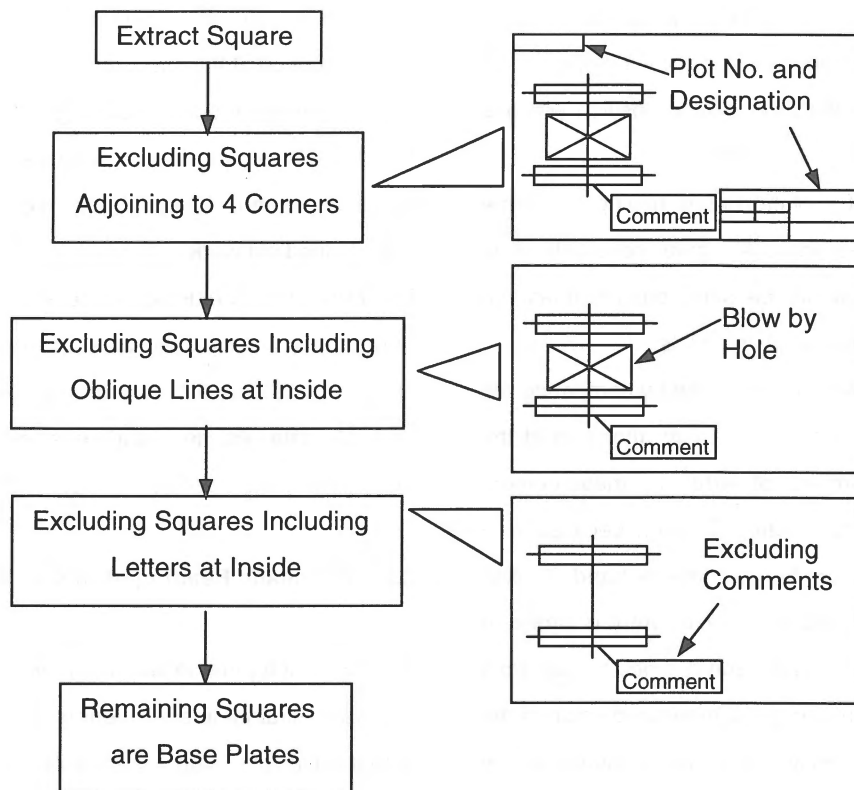 Extract Square
Plot No. and
Designation
Excluding Squares
Adjoining to 4 Corners
Comment
Excluding Squares Including
Oblique Lines at Inside
Blow by
Hole
Comment
Excluding Squares Including
Letters at Inside
Excluding
Comments
Comment
Remaining Squares
are Base Plates